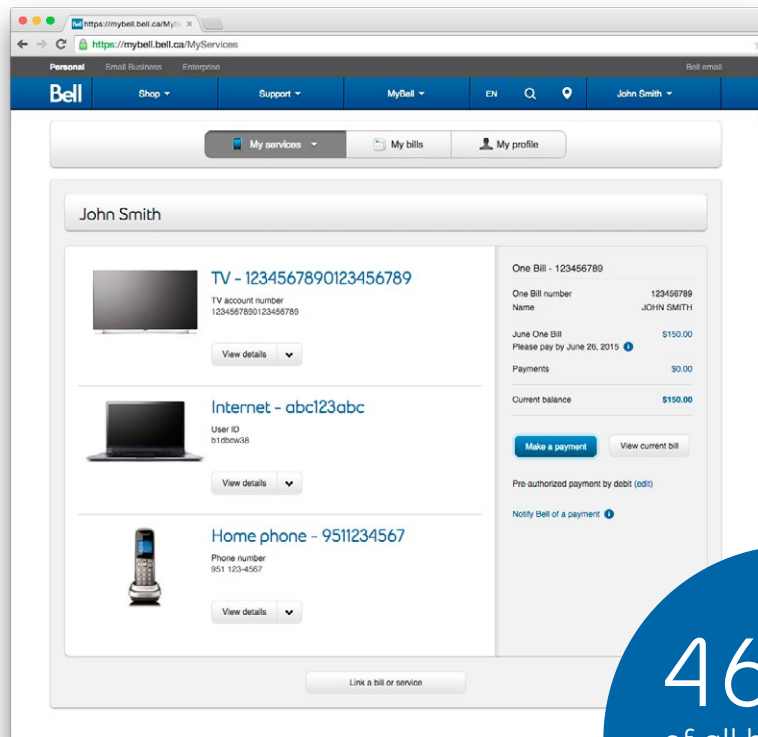 Bell https://mybell.bell.ca/My
https://mybell.bell.ca/MyServices
Personal Small Business Enterprise Bell email
Bell Shop Support MyBell EN John Smith
My services My bills My profile
John Smith
TV - 1234567890123456789
TV account number
1234567890123456789
View details
Internet - abc123abc
User ID
b1dbcw38
View details
Home phone - 9511234567
Phone number
951 123-4567
View details
One Bill - 123456789
One Bill number 123456789
Name JOHN SMITH
June One Bill $150.00
Please pay by June 26, 2015
Payments $0.00
Current balance $150.00
Make a payment View current bill
Pre-authorized payment by debit (edit)
Notify Bell of a payment
Link a bill or service
46
of all